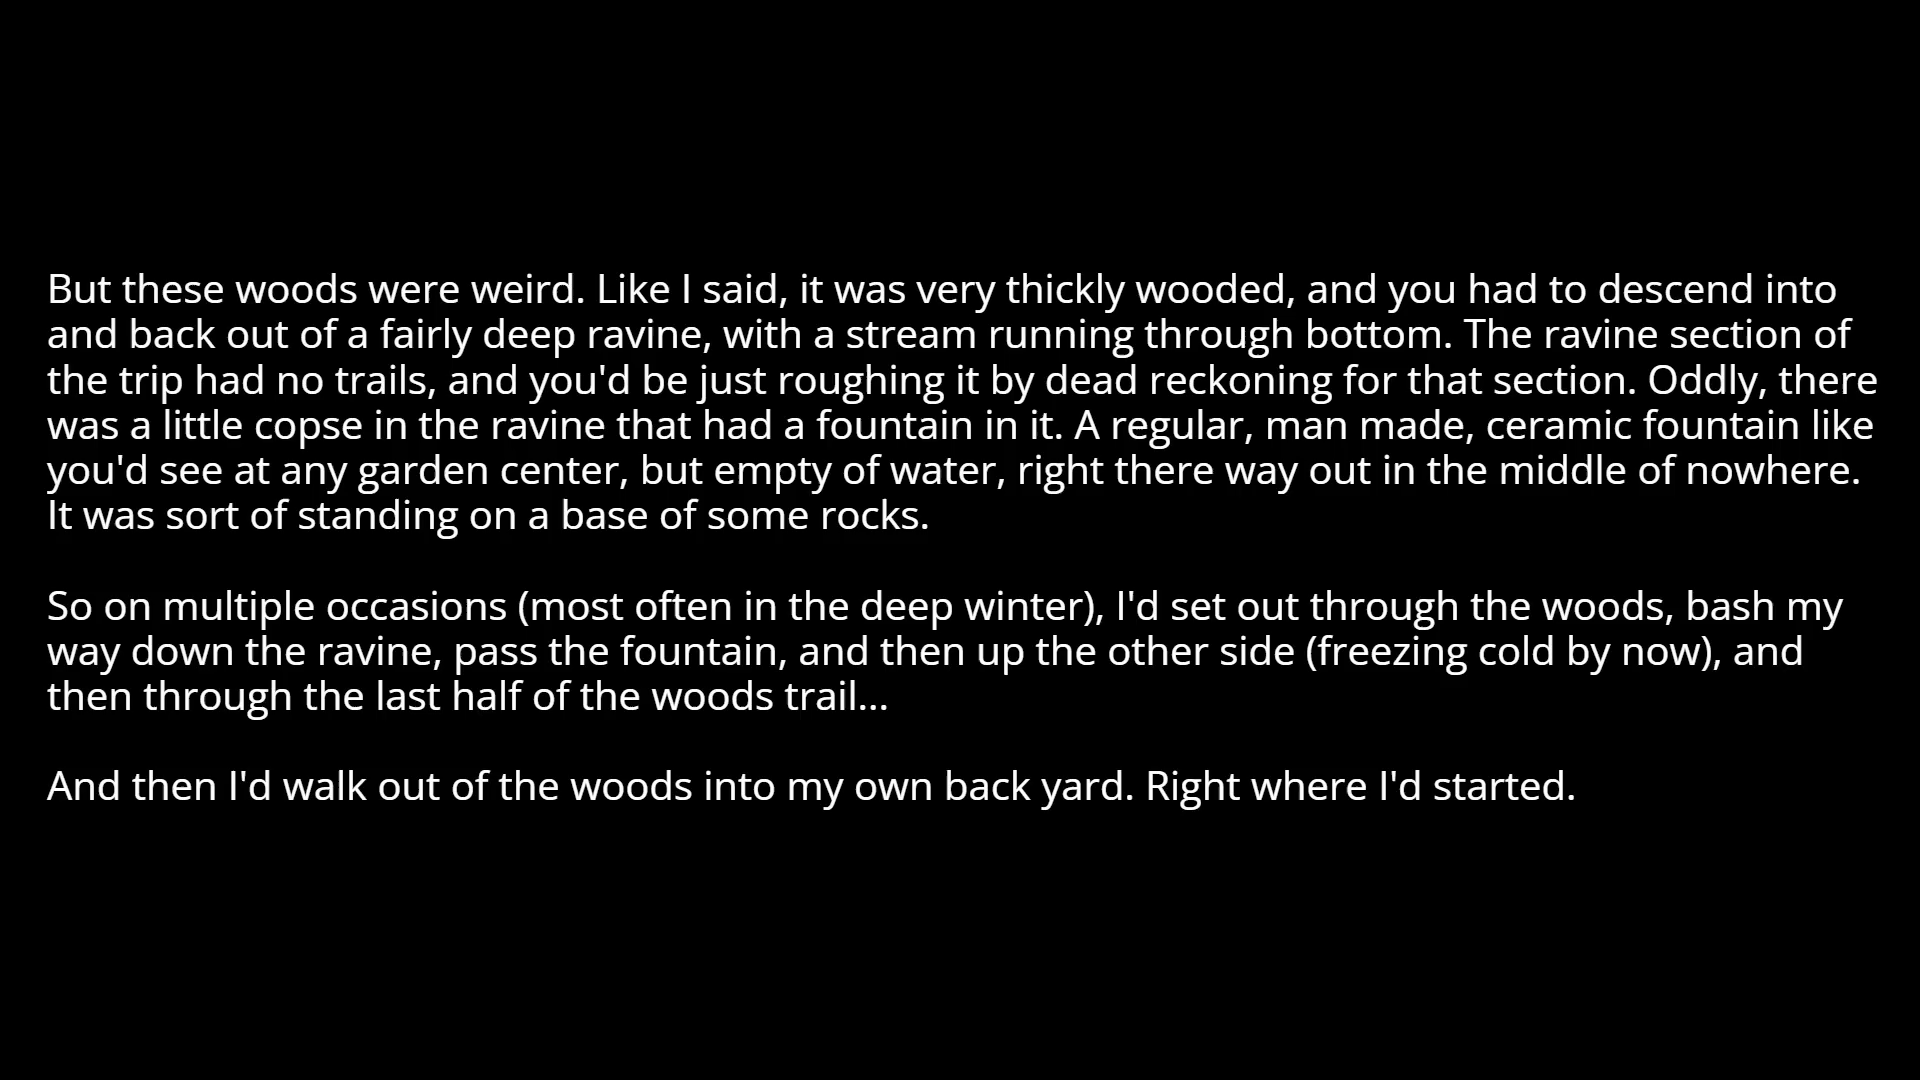 But these woods were weird. Like I said, it was very thickly wooded, and you had to descend into
and back out of a fairly deep ravine, with a stream running through bottom. The ravine section of
the trip had no trails, and you'd be just roughing it by dead reckoning for that section. Oddly, there
was a little copse in the ravine that had a fountain in it. A regular, man made, ceramic fountain like
you'd see at any garden center, but empty of water, right there way out in the middle of nowhere.
It was sort of standing on a base of some rocks.
So on multiple occasions (most often in the deep winter), I'd set out through the woods, bash my
way down the ravine, pass the fountain, and then up the other side (freezing cold by now), and
then through the last half of the woods trail...
And then I'd walk out of the woods into my own back yard. Right where I'd started.